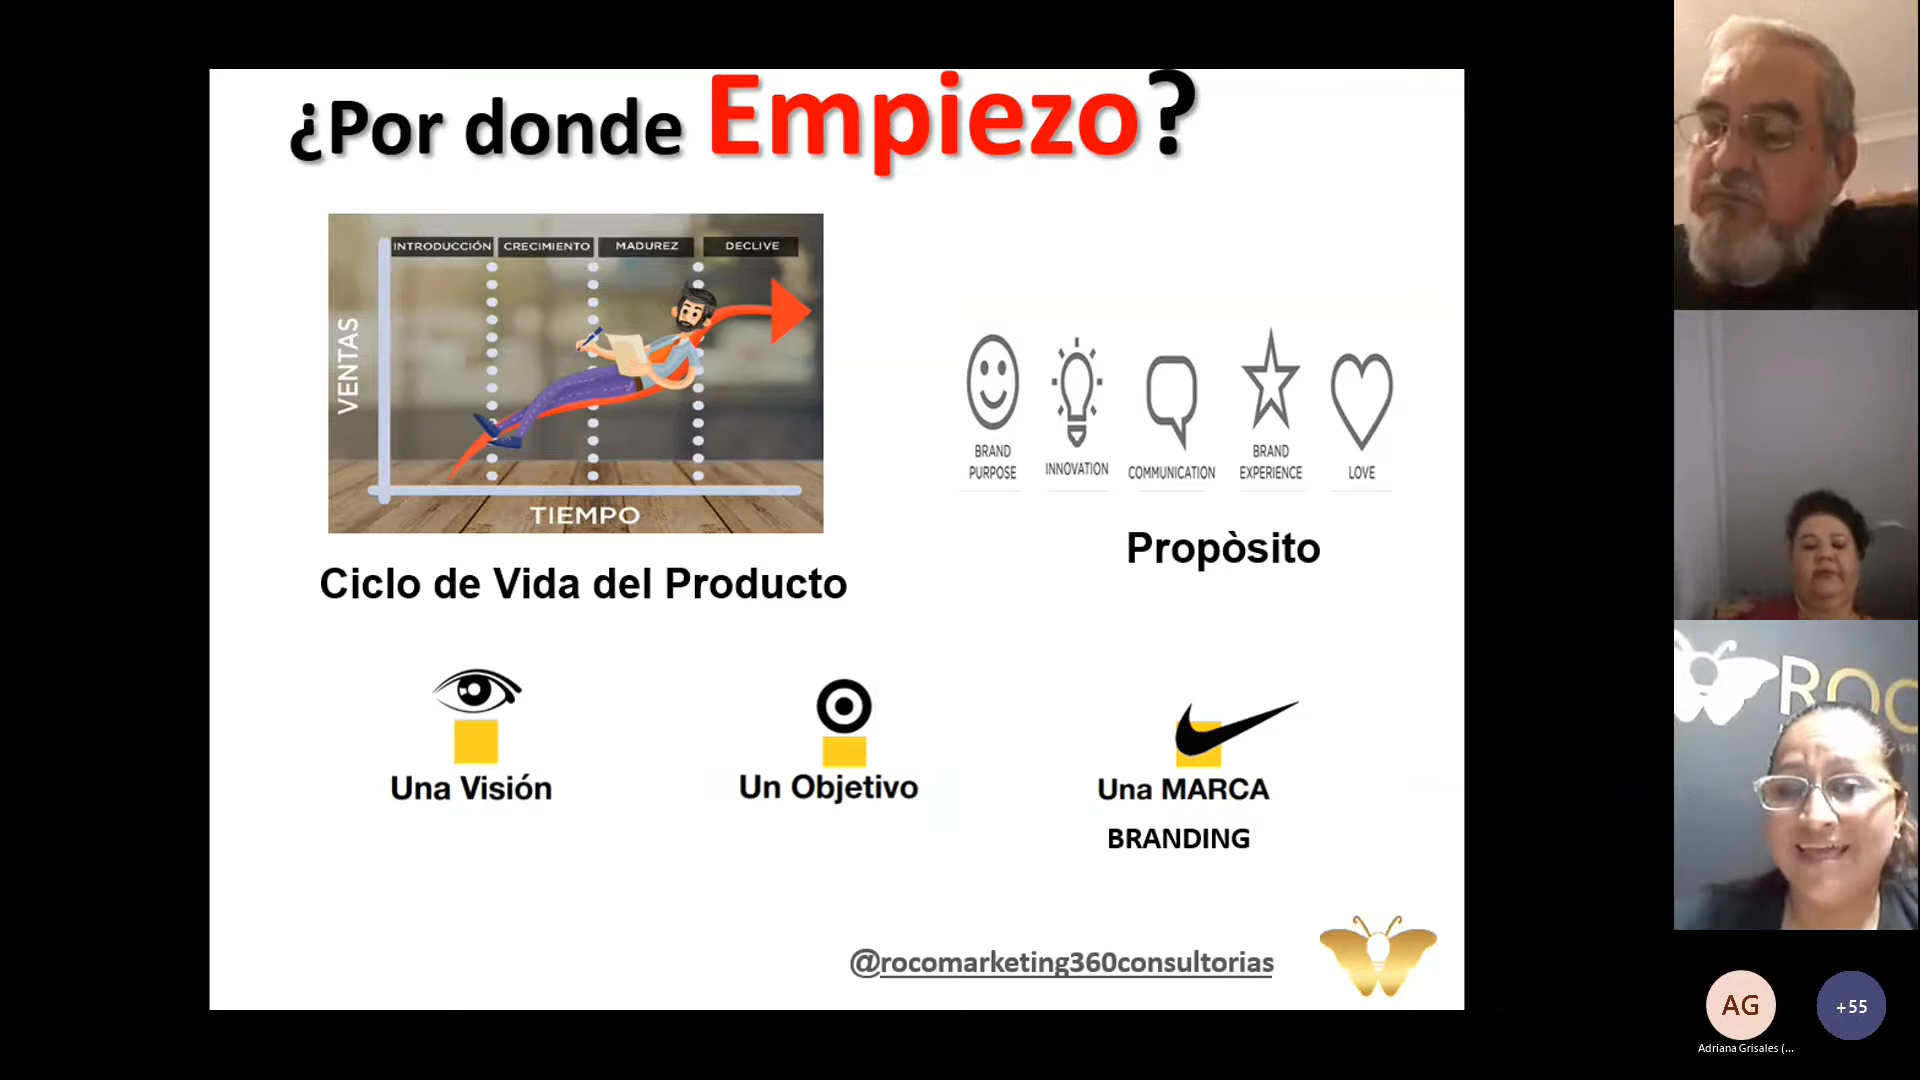 ¿Por donde Empiezo?
INTRODUCCIÓN
CRECIMIENTO
MADUREZ
DECLIVE
VENTAS
TIEMPO
Ciclo de Vida del Producto
BRAND
PURPOSE
INNOVATION
COMMUNICATION
BRAND
EXPERIENCE
LOVE
Propòsito
Una Visión
Un Objetivo
Una MARCA
BRANDING
@rocomarketing360consultorias
ROC
AG
Adriana Grisales (...
+55